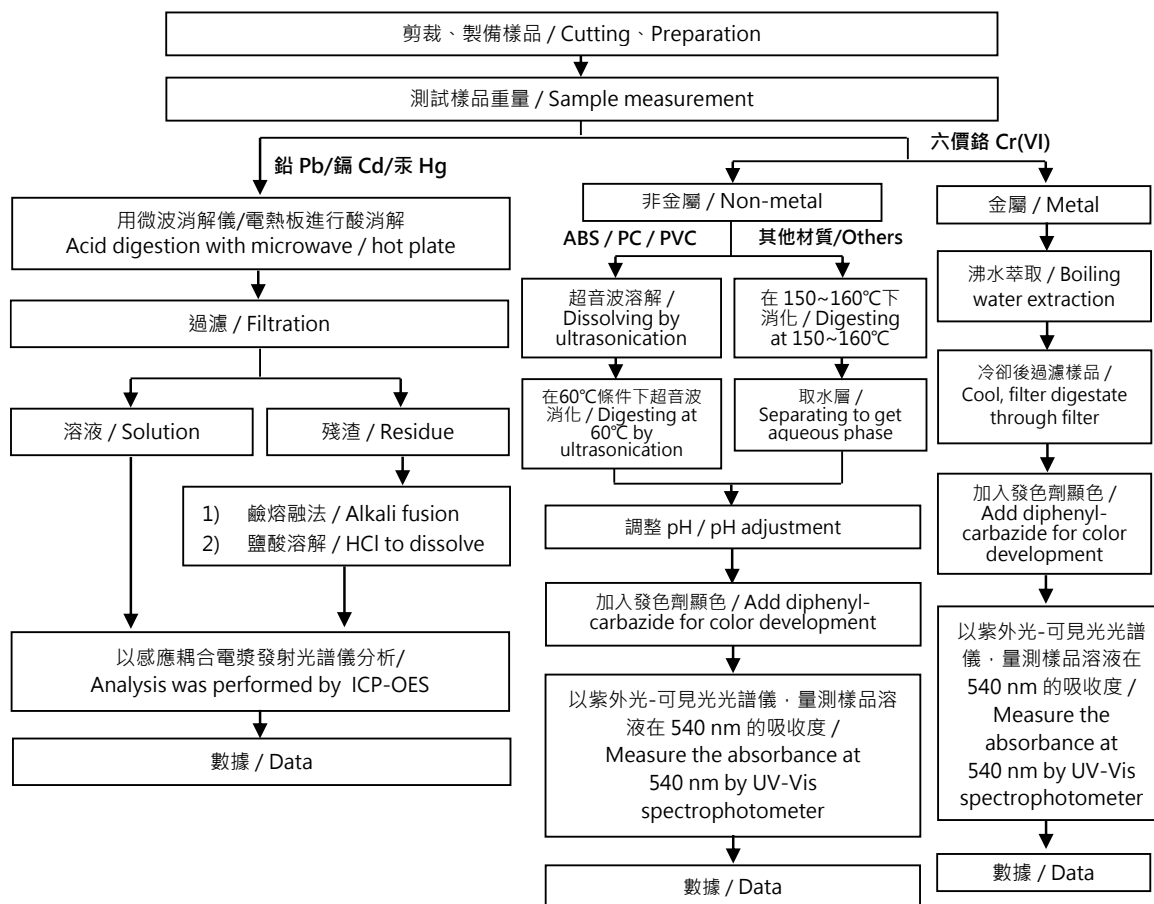 剪裁、製備樣品 / Cutting、Preparation
測試樣品重量 / Sample measurement
鉛 Pb/鎘 Cd/汞 Hg
六價鉻 Cr(VI)
用微波消解儀/電熱板進行酸消解
Acid digestion with microwave / hot plate
過濾 / Filtration
溶液 / Solution
殘渣 / Residue
1) 鹼熔融法 / Alkali fusion
2) 鹽酸溶解 / HCl to dissolve
以感應耦合電漿發射光譜儀分析/
Analysis was performed by ICP-OES
數據 / Data
非金屬 / Non-metal
ABS / PC / PVC
其他材質/Others
超音波溶解 /
Dissolving by
ultrasonication
在60℃條件下超音波
消化 / Digesting at
60℃ by
ultrasonication
在 150~160℃下
消化 / Digesting
at 150~160℃
取水層 /
Separating to get
aqueous phase
調整 pH / pH adjustment
加入發色劑顯色 / Add diphenyl-
carbazide for color development
以紫外光-可見光光譜儀，量測樣品溶
液在 540 nm 的吸收度 /
Measure the absorbance at
540 nm by UV-Vis
spectrophotometer
數據 / Data
金屬 / Metal
沸水萃取 / Boiling
water extraction
冷卻後過濾樣品 /
Cool, filter digestate
through filter
加入發色劑顯色 /
Add diphenyl-
carbazide for color
development
以紫外光-可見光光譜
儀，量測樣品溶液在
540 nm 的吸收度 /
Measure the
absorbance at
540 nm by UV-Vis
spectrophotometer
數據 / Data